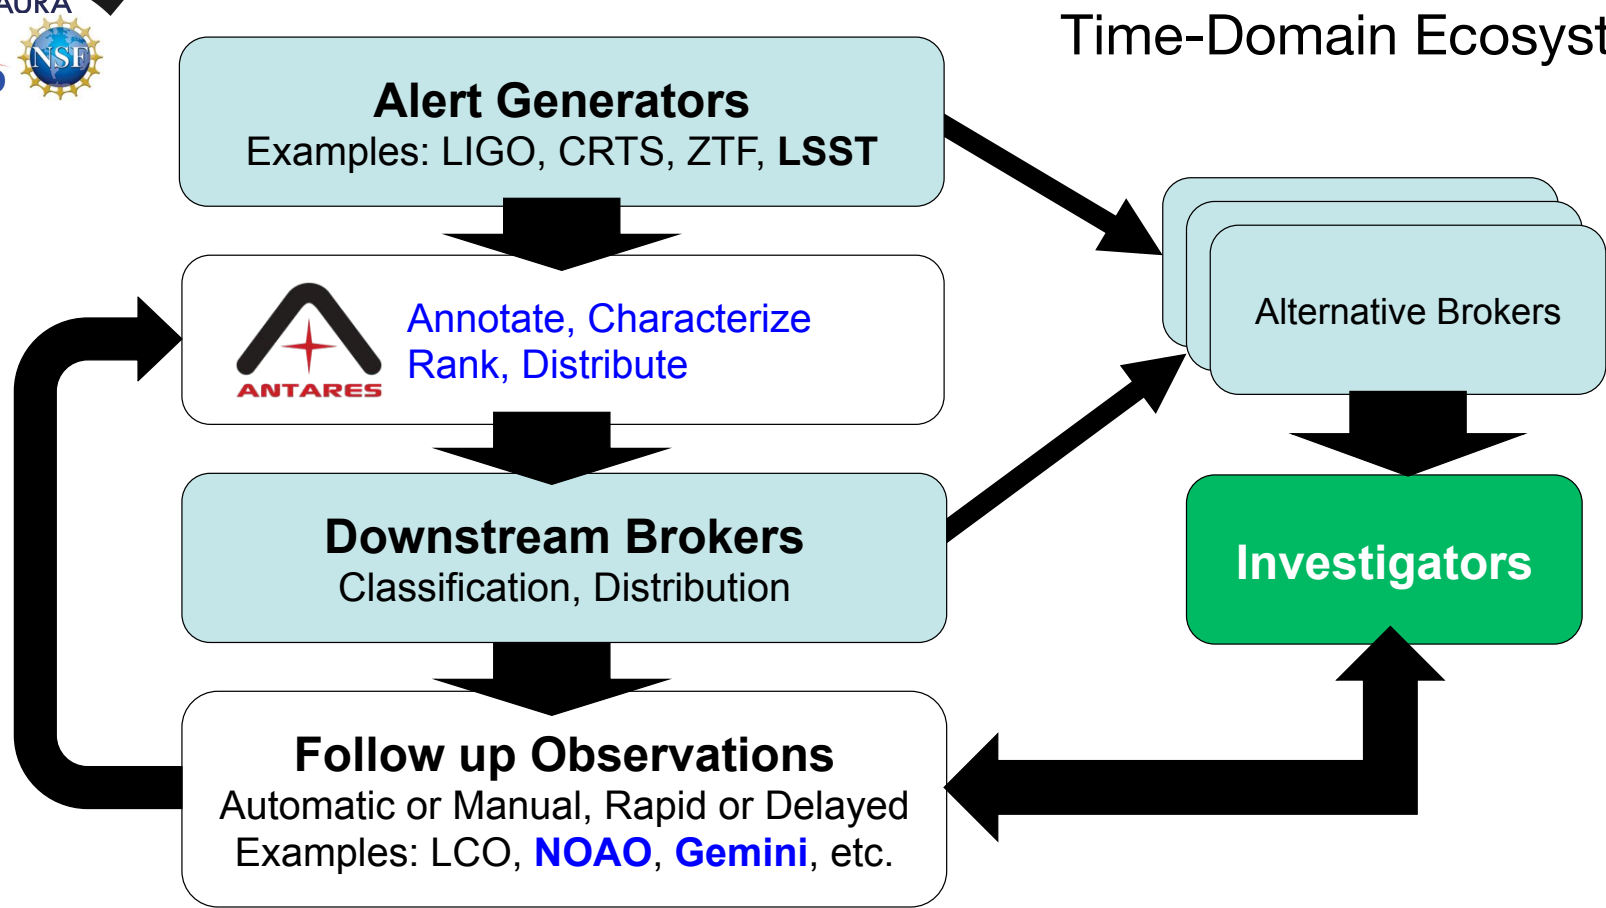 AURA
NSF
Time-Domain Ecosyst
Alert Generators
Examples: LIGO, CRTS, ZTF, LSST
Annotate, Characterize
Rank, Distribute
ANTARES
Alternative Brokers
Downstream Brokers
Classification, Distribution
Investigators
Follow up Observations
Automatic or Manual, Rapid or Delayed
Examples: LCO, NOAO, Gemini, etc.